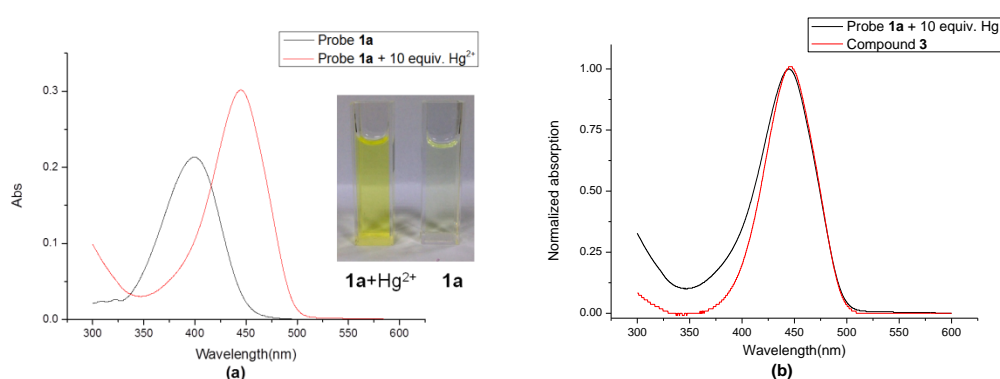 Probe 1a
Probe 1a + 10 equiv. Hg²⁺
0.3
0.2
0.1
0.0
Abs
300 350 400 450 500 550 600
Wavelength(nm)
(a)
1a+Hg²⁺ 1a
Probe 1a + 10 equiv. Hg
Compound 3
1.00
0.75
0.50
0.25
0.00
Normalized absorption
300 350 400 450 500 550 600
Wavelength(nm)
(b)